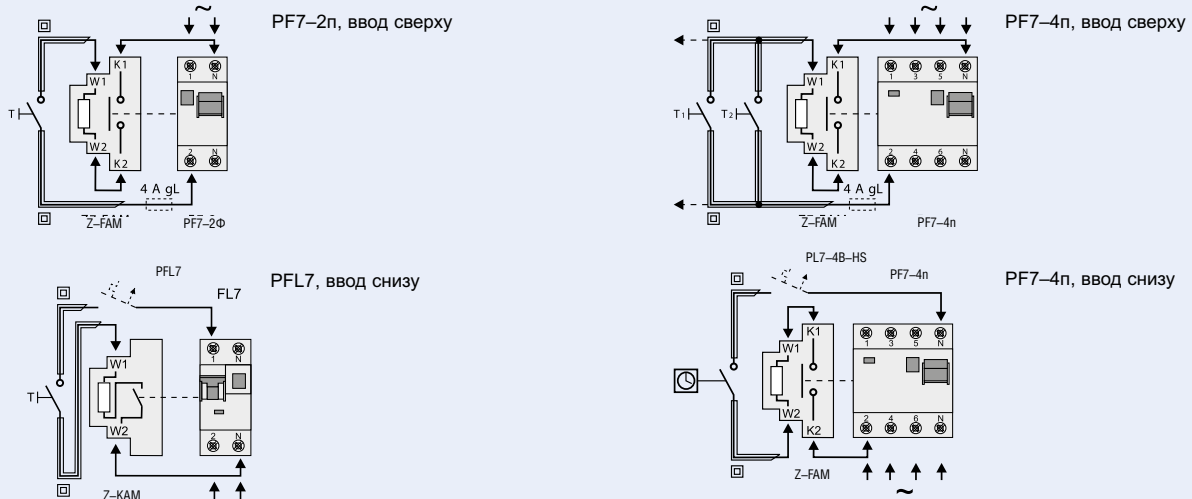 ~
PF7–2п, ввод сверху
K1
W1
1 N
T
W2
K2
2 N
4 A gL
Z–FAM
PF7–2Ф
~
PF7–4п, ввод сверху
K1
W1
1 3 5 N
T1
T2
W2
K2
2 4 6 N
4 A gL
Z–FAM
PF7–4п
PFL7
PFL7, ввод снизу
FL7
1 N
W1
T
W2
2 N
Z–KAM
PL7–4B–HS
PF7–4п
PF7–4п, ввод снизу
K1
W1
1 3 5 N
W2
K2
2 4 6 N
Z–FAM
~